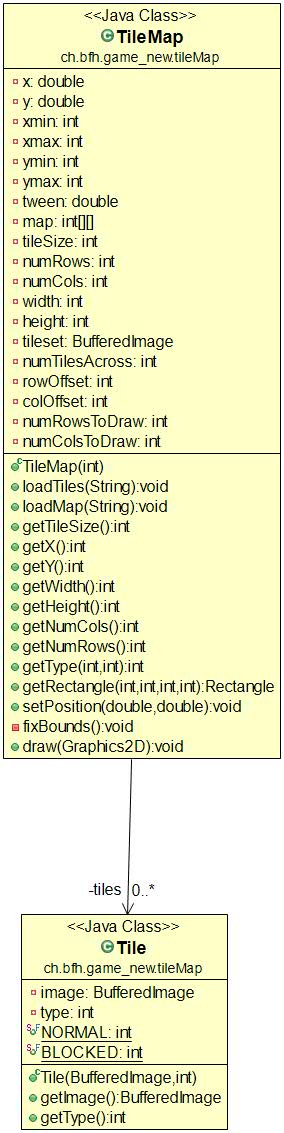 <<Java Class>>
TileMap
ch.bfh.game_new.tileMap
x: double
y: double
xmin: int
xmax: int
ymin: int
ymax: int
tween: double
map: int[][]
tileSize: int
numRows: int
numCols: int
width: int
height: int
tileset: BufferedImage
numTilesAcross: int
rowOffset: int
colOffset: int
numRowsToDraw: int
numColsToDraw: int
TileMap(int)
loadTiles(String):void
loadMap(String):void
getTileSize():int
getX():int
getY():int
getWidth():int
getHeight():int
getNumCols():int
getNumRows():int
getType(int,int):int
getRectangle(int,int,int,int):Rectangle
setPosition(double,double):void
fixBounds():void
draw(Graphics2D):void
-tiles 0..*
<<Java Class>>
Tile
ch.bfh.game_new.tileMap
image: BufferedImage
type: int
NORMAL: int
BLOCKED: int
Tile(BufferedImage,int)
getImage():BufferedImage
getType():int